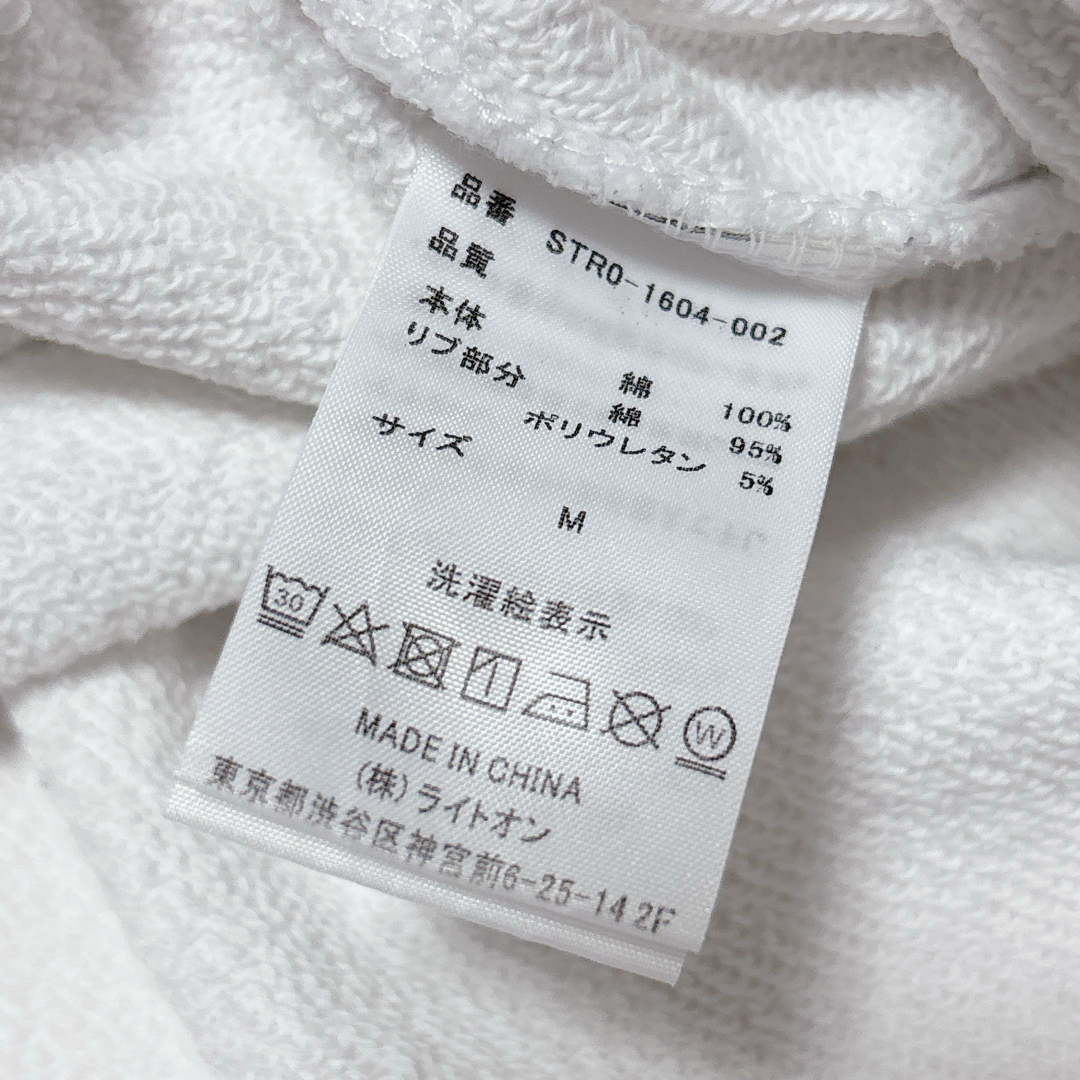 品番 STR0-1604-002
品質
本体 綿 100%
リブ部分 綿 95%
ポリウレタン 5%
サイズ
M
洗濯絵表示
30
W
MADE IN CHINA
(株)ライトオン
東京都渋谷区神宮前6-25-14 2F